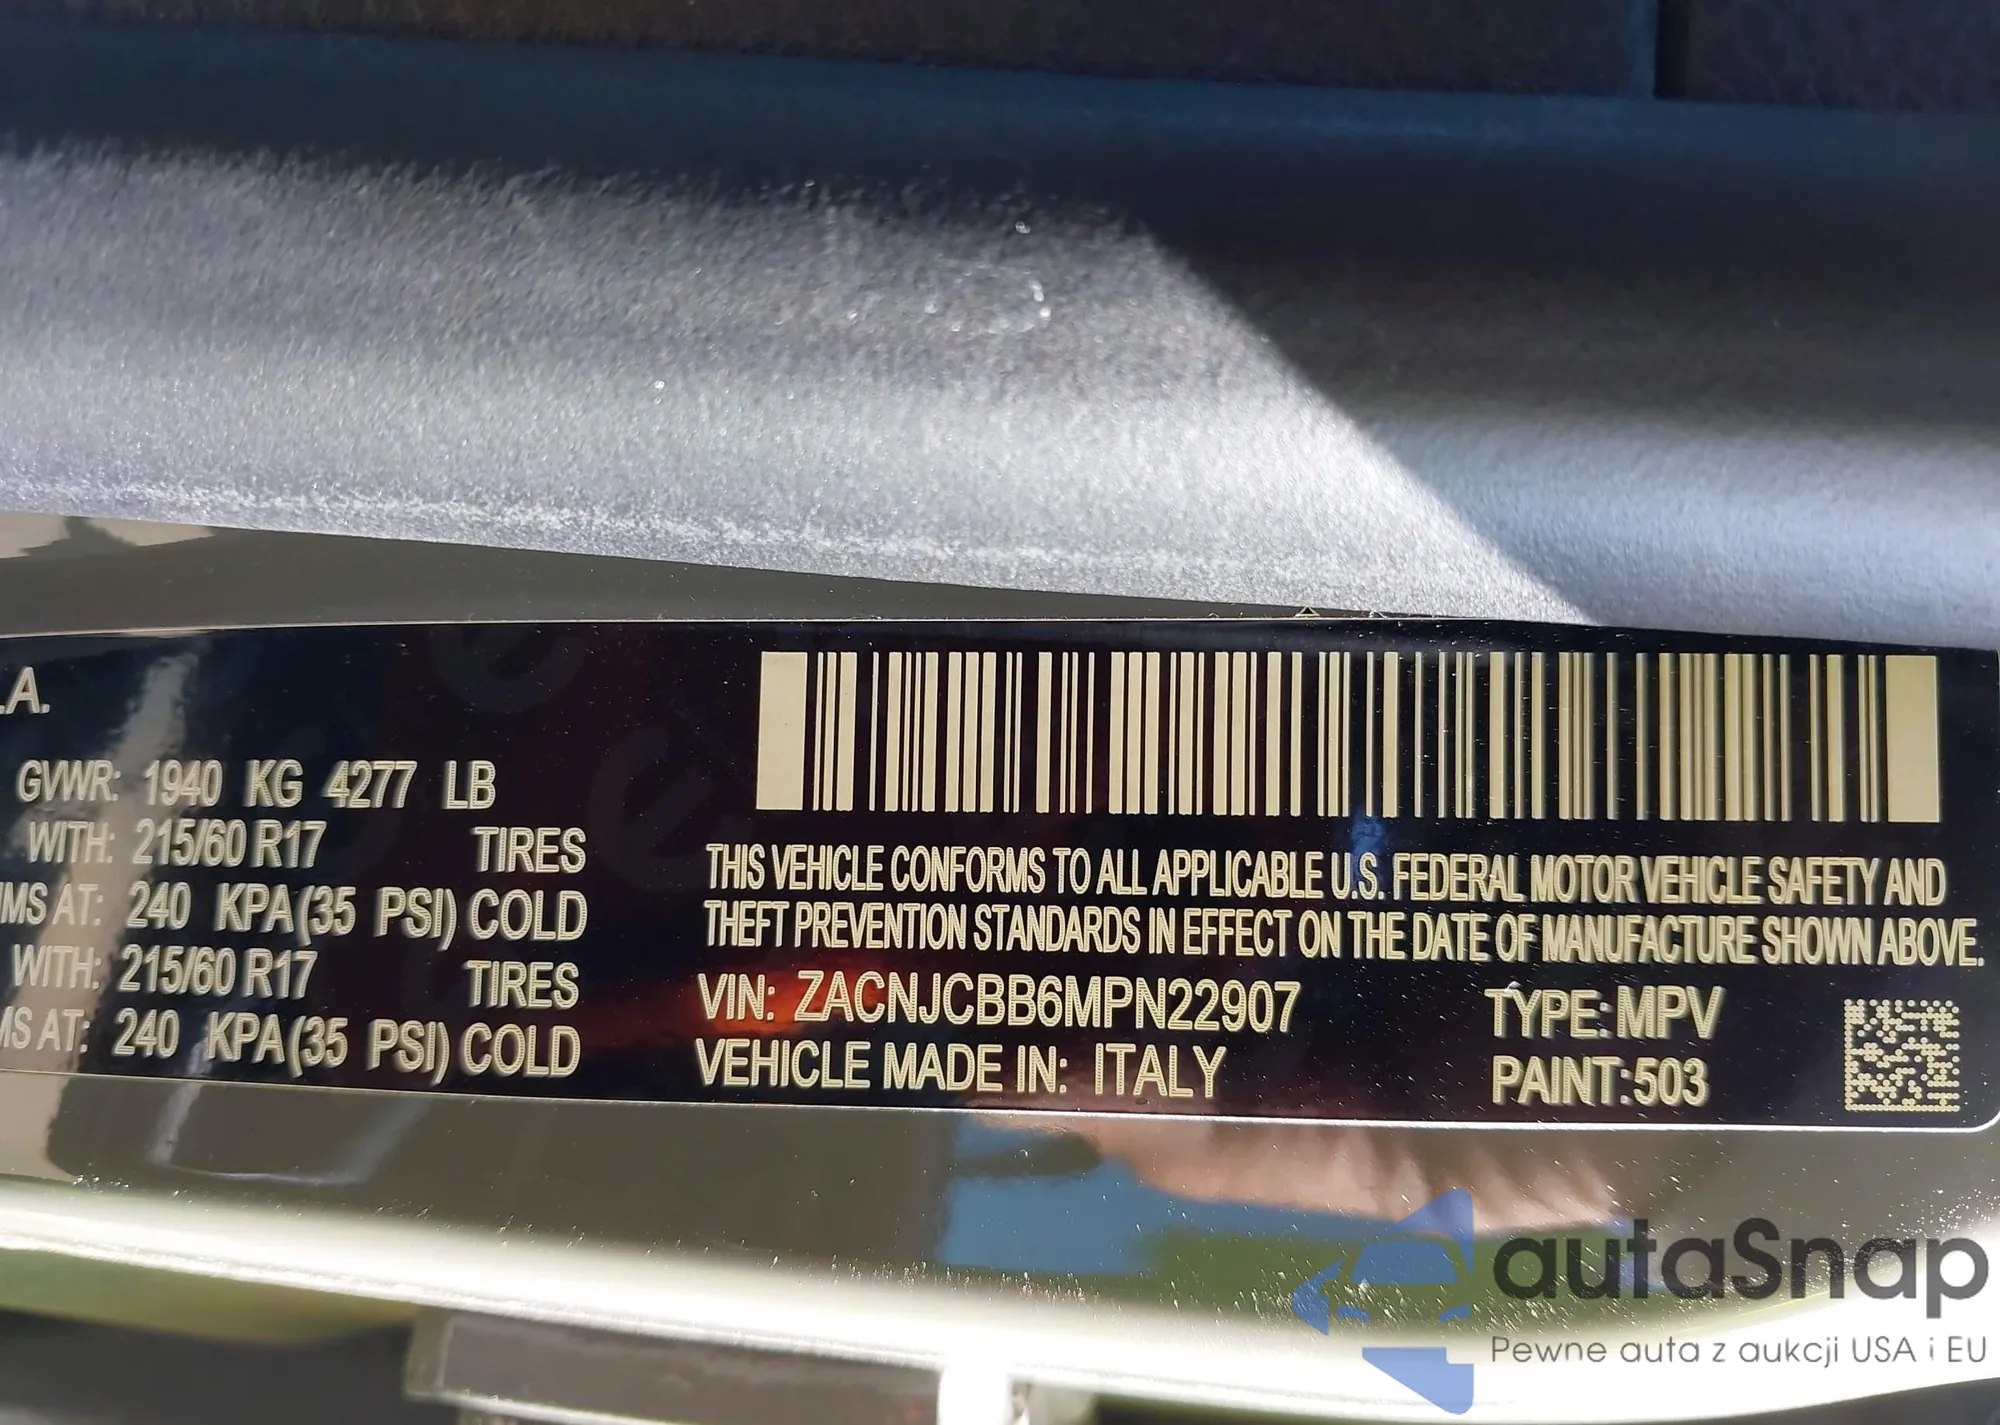 .A.
GVWR: 1940 KG 4277 LB
WITH: 215/60 R17 TIRES
IMS AT: 240 KPA(35 PSI) COLD
WITH: 215/60 R17 TIRES
MS AT: 240 KPA(35 PSI) COLD
THIS VEHICLE CONFORMS TO ALL APPLICABLE U.S. FEDERAL MOTOR VEHICLE SAFETY AND
THEFT PREVENTION STANDARDS IN EFFECT ON THE DATE OF MANUFACTURE SHOWN ABOVE.
VIN: ZACNJCBB6MPN22907 TYPE: MPV
VEHICLE MADE IN: ITALY PAINT:503
autaSnap
Pewne auta z aukcji USA i EU